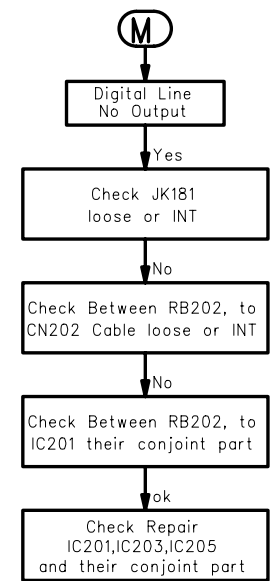 M
Digital Line
No Output
Yes
Check JK181
loose or INT
No
Check Between RB202, to
CN202 Cable loose or INT
No
Check Between RB202, to
IC201 their conjoint part
ok
Check Repair
IC201,IC203,IC205
and their conjoint part